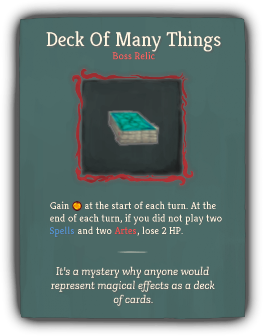 Deck Of Many Things
Boss Relic
Gain at the start of each turn. At the
end of each turn, if you did not play two
Spells and two Artes, lose 2 HP.
It's a mystery why anyone would
represent magical effects as a deck
of cards.